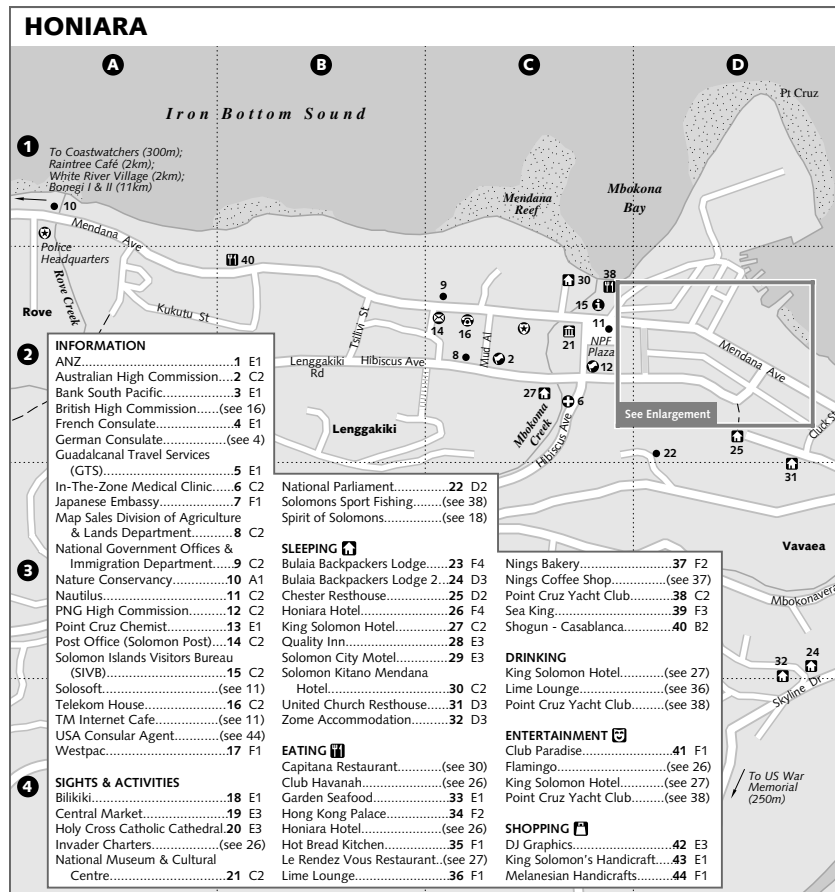 HONIARA
A
B
C
D
Iron Bottom Sound
Pt Cruz
1
To Coastwatchers (300m);
Raintree Café (2km);
White River Village (2km);
Bonegi I & II (11km)
10
Mendana Ave
Police
Headquarters
Rove Creek
Rove
Kukutu St
40
Mendana
Reef
Mbokona
Bay
9
14
16
8
2
Tsilivi St
Mud Al
Lenggakiki
Rd
Hibiscus Ave
Lenggakiki
30
38
15
11
21
NPF
Plaza
12
27
6
Mbokoma
Creek
Hibiscus Ave
Mendana Ave
See Enlargement
Cluck St
25
22
31
Vavaea
Mbokonavera
32
24
Skyline Dr
To US War
Memorial
(250m)
2
3
4
INFORMATION
ANZ..............................1 E1
Australian High Commission....2 C2
Bank South Pacific..............3 E1
British High Commission.....(see 16)
French Consulate................4 E1
German Consulate..............(see 4)
Guadalcanal Travel Services
(GTS)..............................5 E1
In-The-Zone Medical Clinic....6 C2
Japanese Embassy..............7 F1
Map Sales Division of Agriculture
& Lands Department..........8 C2
National Government Offices &
Immigration Department.....9 C2
Nature Conservancy............10 A1
Nautilus..........................11 C2
PNG High Commission..........12 C2
Point Cruz Chemist.............13 E1
Post Office (Solomon Post)....14 C2
Solomon Islands Visitors Bureau
(SIVB)............................15 C2
Solosoft........................(see 11)
Telekom House..................16 C2
TM Internet Cafe..............(see 11)
USA Consular Agent...........(see 44)
Westpac..........................17 F1
SIGHTS & ACTIVITIES
Bilikiki............................18 E1
Central Market..................19 E3
Holy Cross Catholic Cathedral.20 E3
Invader Charters..............(see 26)
National Museum & Cultural
Centre............................21 C2
National Parliament............22 D2
Solomons Sport Fishing.......(see 38)
Spirit of Solomons............(see 18)
SLEEPING
Bulaia Backpackers Lodge.....23 F4
Bulaia Backpackers Lodge 2...24 D3
Chester Resthouse..............25 D2
Honiara Hotel....................26 F4
King Solomon Hotel.............27 C2
Quality Inn.......................28 E3
Solomon City Motel.............29 E3
Solomon Kitano Mendana
Hotel..............................30 C2
United Church Resthouse......31 D3
Zome Accommodation..........32 D3
EATING
Capitana Restaurant..........(see 30)
Club Havanah..................(see 26)
Garden Seafood.................33 E1
Hong Kong Palace..............34 F2
Honiara Hotel..................(see 26)
Hot Bread Kitchen..............35 F1
Le Rendez Vous Restaurant..(see 27)
Lime Lounge.....................36 F1
Nings Bakery....................37 F2
Nings Coffee Shop............(see 37)
Point Cruz Yacht Club..........38 C2
Sea King..........................39 F3
Shogun - Casablanca...........40 B2
DRINKING
King Solomon Hotel...........(see 27)
Lime Lounge....................(see 36)
Point Cruz Yacht Club.........(see 38)
ENTERTAINMENT
Club Paradise....................41 F1
Flamingo........................(see 26)
King Solomon Hotel...........(see 27)
Point Cruz Yacht Club.........(see 38)
SHOPPING
DJ Graphics......................42 E3
King Solomon's Handicraft....43 E1
Melanesian Handicrafts........44 F1